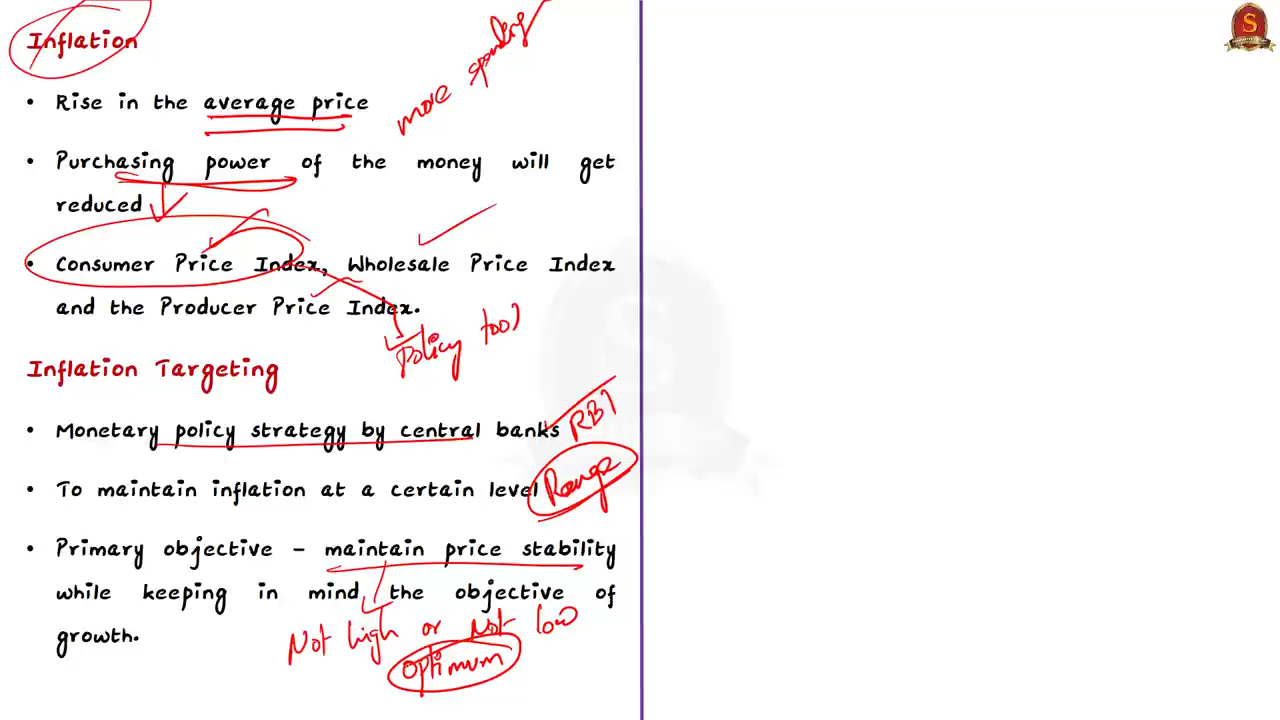 Inflation
more spending
• Rise in the average price
• Purchasing power of the money will get
reduced
• Consumer Price Index, Wholesale Price Index
and the Producer Price Index.
Policy tool
Inflation Targeting
• Monetary policy strategy by central banks RBI
• To maintain inflation at a certain level Range
• Primary objective – maintain price stability
while keeping in mind the objective of
growth.
Not high or Not low
optimum
S